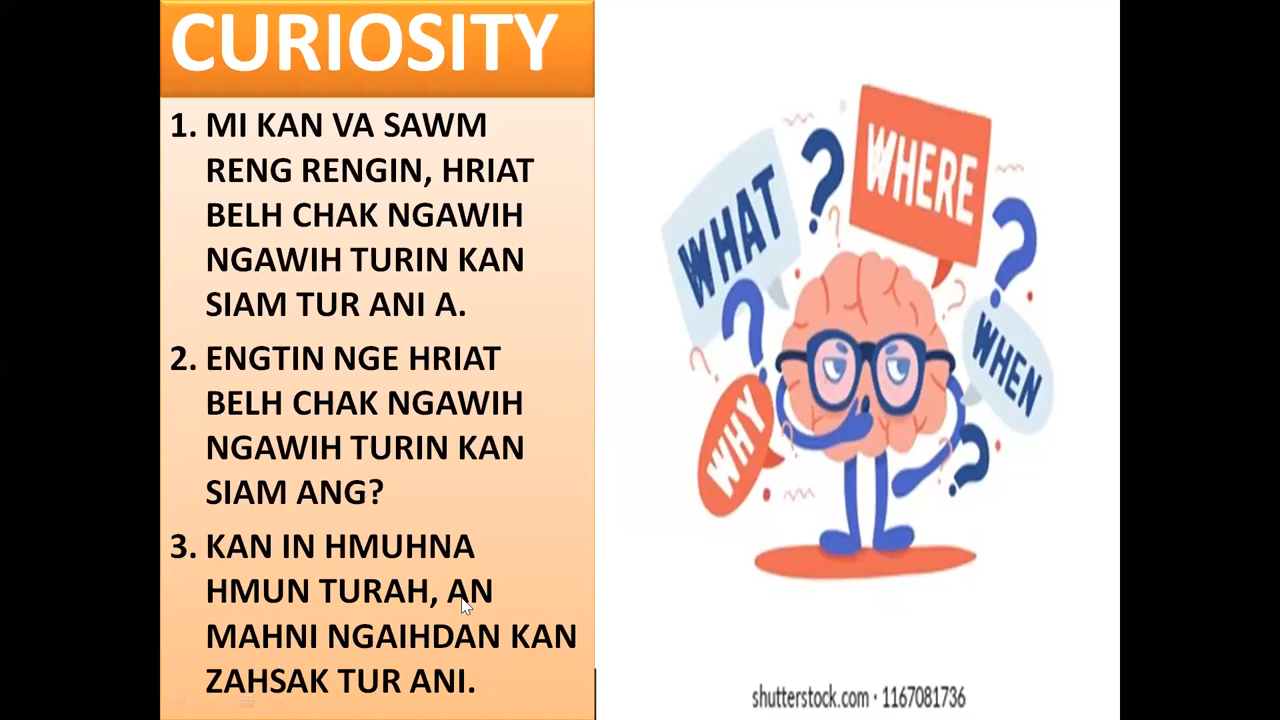 CURIOSITY
1. MI KAN VA SAWM
RENG RENGIN, HRIAT
BELH CHAK NGAWIH
NGAWIH TURIN KAN
SIAM TUR ANI A.
2. ENGTIN NGE HRIAT
BELH CHAK NGAWIH
NGAWIH TURIN KAN
SIAM ANG?
3. KAN IN HMUHNA
HMUN TURAH, AN
MAHNI NGAIHDAN KAN
ZAHSAK TUR ANI.
WHAT
?
WHERE
?
?
WHEN
WHY
?
shutterstock.com · 1167081736